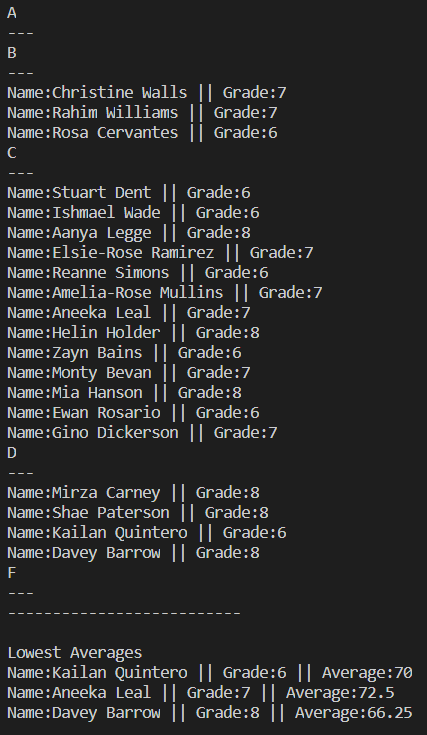 A
---
B
---
Name:Christine Walls || Grade:7
Name:Rahim Williams || Grade:7
Name:Rosa Cervantes || Grade:6
C
---
Name:Stuart Dent || Grade:6
Name:Ishmael Wade || Grade:6
Name:Aanya Legge || Grade:8
Name:Elsie-Rose Ramirez || Grade:7
Name:Reanne Simons || Grade:6
Name:Amelia-Rose Mullins || Grade:7
Name:Aneeka Leal || Grade:7
Name:Helin Holder || Grade:8
Name:Zayn Bains || Grade:6
Name:Monty Bevan || Grade:7
Name:Mia Hanson || Grade:8
Name:Ewan Rosario || Grade:6
Name:Gino Dickerson || Grade:7
D
---
Name:Mirza Carney || Grade:8
Name:Shae Paterson || Grade:8
Name:Kailan Quintero || Grade:6
Name:Davey Barrow || Grade:8
F
---
--------------------------
Lowest Averages
Name:Kailan Quintero || Grade:6 || Average:70
Name:Aneeka Leal || Grade:7 || Average:72.5
Name:Davey Barrow || Grade:8 || Average:66.25